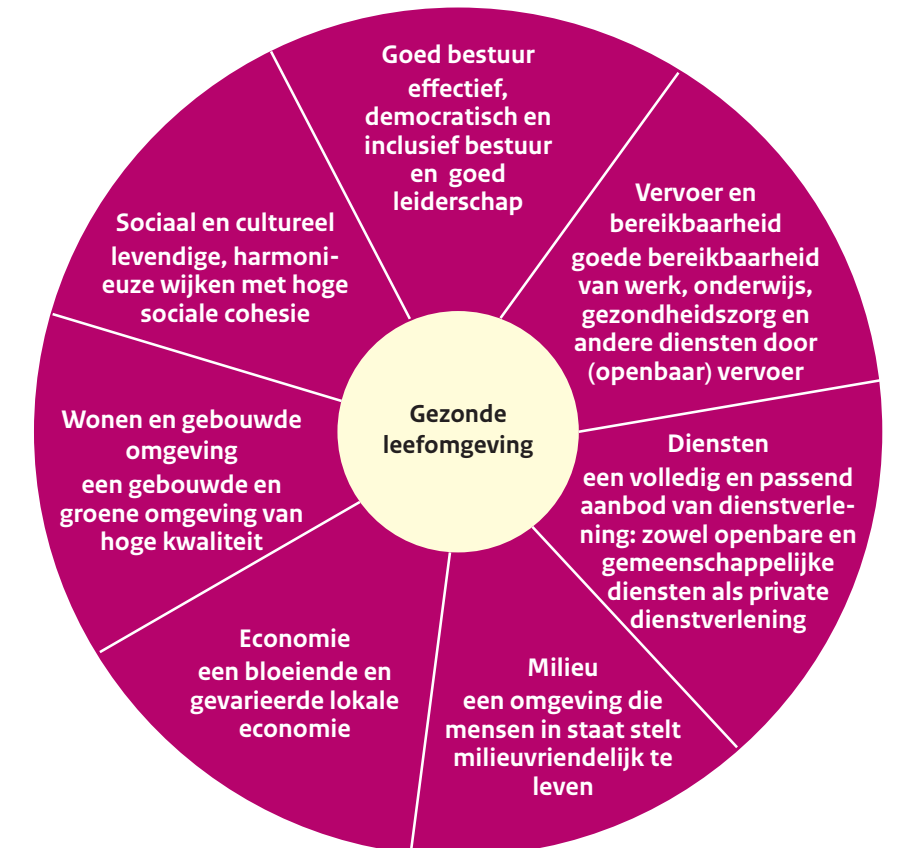 Goed bestuur
effectief,
democratisch en
inclusief bestuur
en goed
leiderschap
Vervoer en
bereikbaarheid
goede bereikbaarheid
van werk, onderwijs,
gezondheidszorg en
andere diensten door
(openbaar) vervoer
Diensten
een volledig en passend
aanbod van dienstverle-
ning: zowel openbare en
gemeenschappelijke
diensten als private
dienstverlening
Milieu
een omgeving die
mensen in staat stelt
milieuvriendelijk te
leven
Economie
een bloeiende en
gevarieerde lokale
economie
Wonen en gebouwde
omgeving
een gebouwde en
groene omgeving van
hoge kwaliteit
Sociaal en cultureel
levendige, harmoni-
euze wijken met hoge
sociale cohesie
Gezonde
leefomgeving